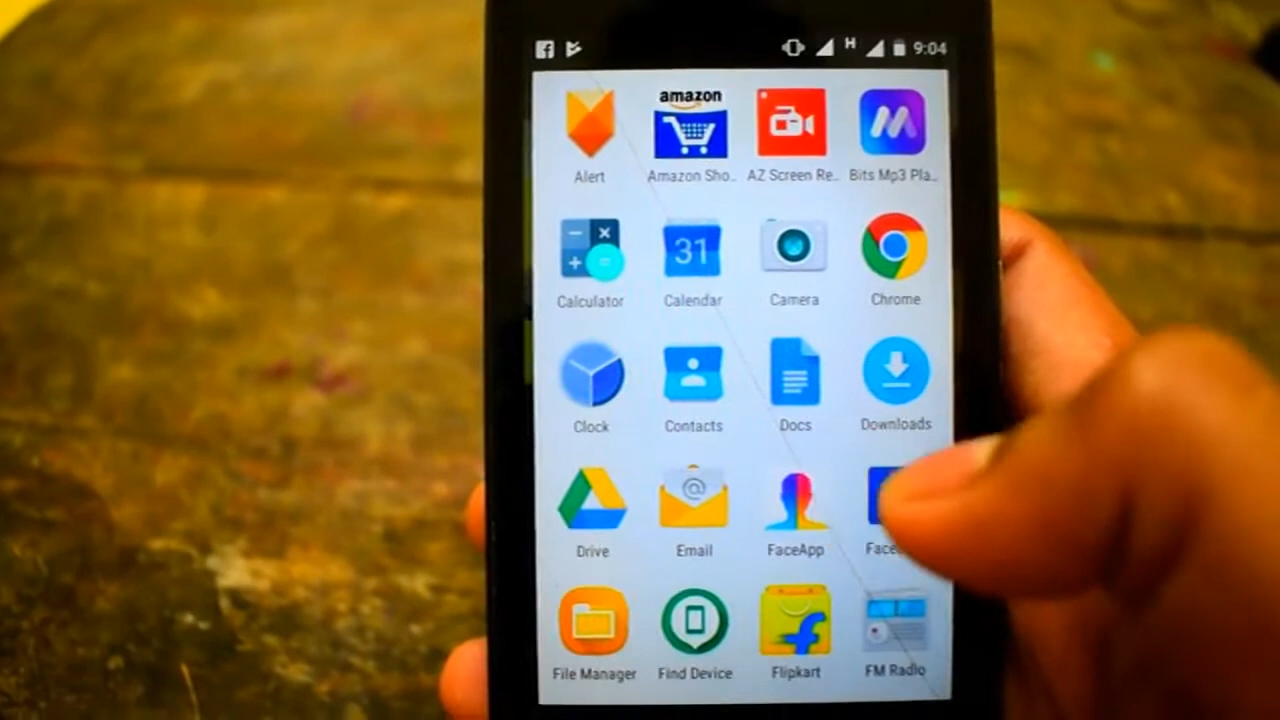 H 9:04
amazon
Alert Amazon Sho.. AZ Screen Re.. Bits Mp3 Pla..
31
Calculator Calendar Camera Chrome
Clock Contacts Docs Downloads
@
Drive Email FaceApp
File Manager Find Device Flipkart FM Radio